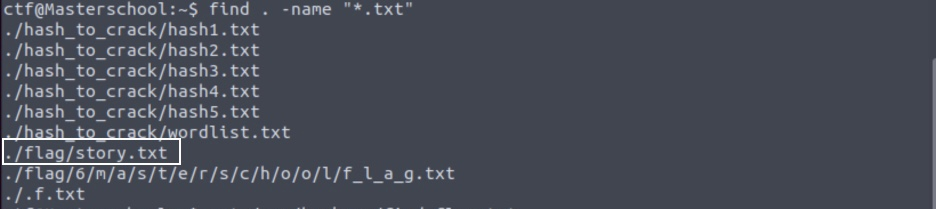 ctf@Masterschool:~$ find . -name "*.txt"
./hash_to_crack/hash1.txt
./hash_to_crack/hash2.txt
./hash_to_crack/hash3.txt
./hash_to_crack/hash4.txt
./hash_to_crack/hash5.txt
./hash_to_crack/wordlist.txt
./flag/story.txt
./flag/6/m/a/s/t/e/r/s/c/h/o/o/l/f_l_a_g.txt
./.f.txt